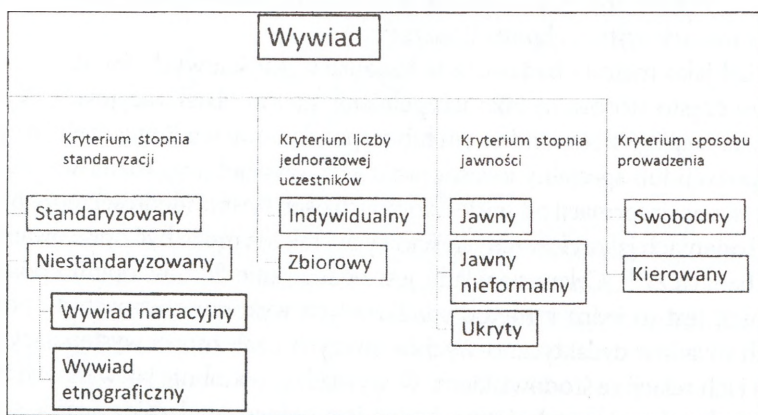 Wywiad
Kryterium stopnia
standaryzacji
Standaryzowany
Niestandaryzowany
Wywiad narracyjny
Wywiad
etnograficzny
Kryterium liczby
jednorazowej
uczestników
Indywidualny
Zbiorowy
Kryterium stopnia
jawności
Jawny
Jawny
nieformalny
Ukryty
Kryterium sposobu
prowadzenia
Swobodny
Kierowany